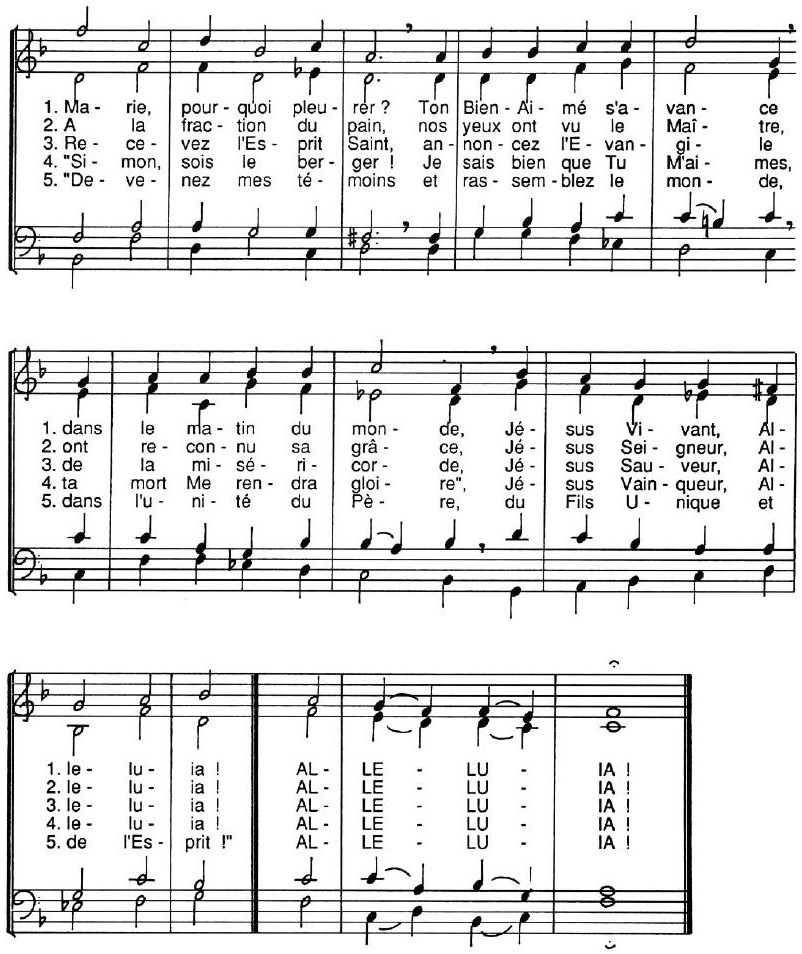 1. Ma - rie, pour - quoi pleu - rer ? Ton Bien - Ai - mé s'a - van - ce
2. A la frac - tion du pain, nos yeux ont vu le Maî - tre,
3. Re - ce - vez l'Es - prit Saint, an - non - cez l'E - van - gi - le
4. "Si - mon, sois le ber - ger ! Je sais bien que Tu M'ai - mes,
5. "De - ve - nez mes té - moins et ras - sem - blez le mon - de,
1. dans le ma - tin du mon - de, Jé - sus Vi - vant, Al -
2. ont re - con - nu sa grâ - ce, Jé - sus Sei - gneur, Al -
3. de la mi - sé - ri - cor - de, Jé - sus Sau - veur, Al -
4. ta mort Me ren - dra gloi - re", Jé - sus Vain - queur, Al -
5. dans l'u - ni - té du Pè - re, du Fils U - nique et
1. le - lu - ia ! AL - LE - LU - IA !
2. le - lu - ia ! AL - LE - LU - IA !
3. le - lu - ia ! AL - LE - LU - IA !
4. le - lu - ia ! AL - LE - LU - IA !
5. de l'Es - prit !" AL - LE - LU - IA !